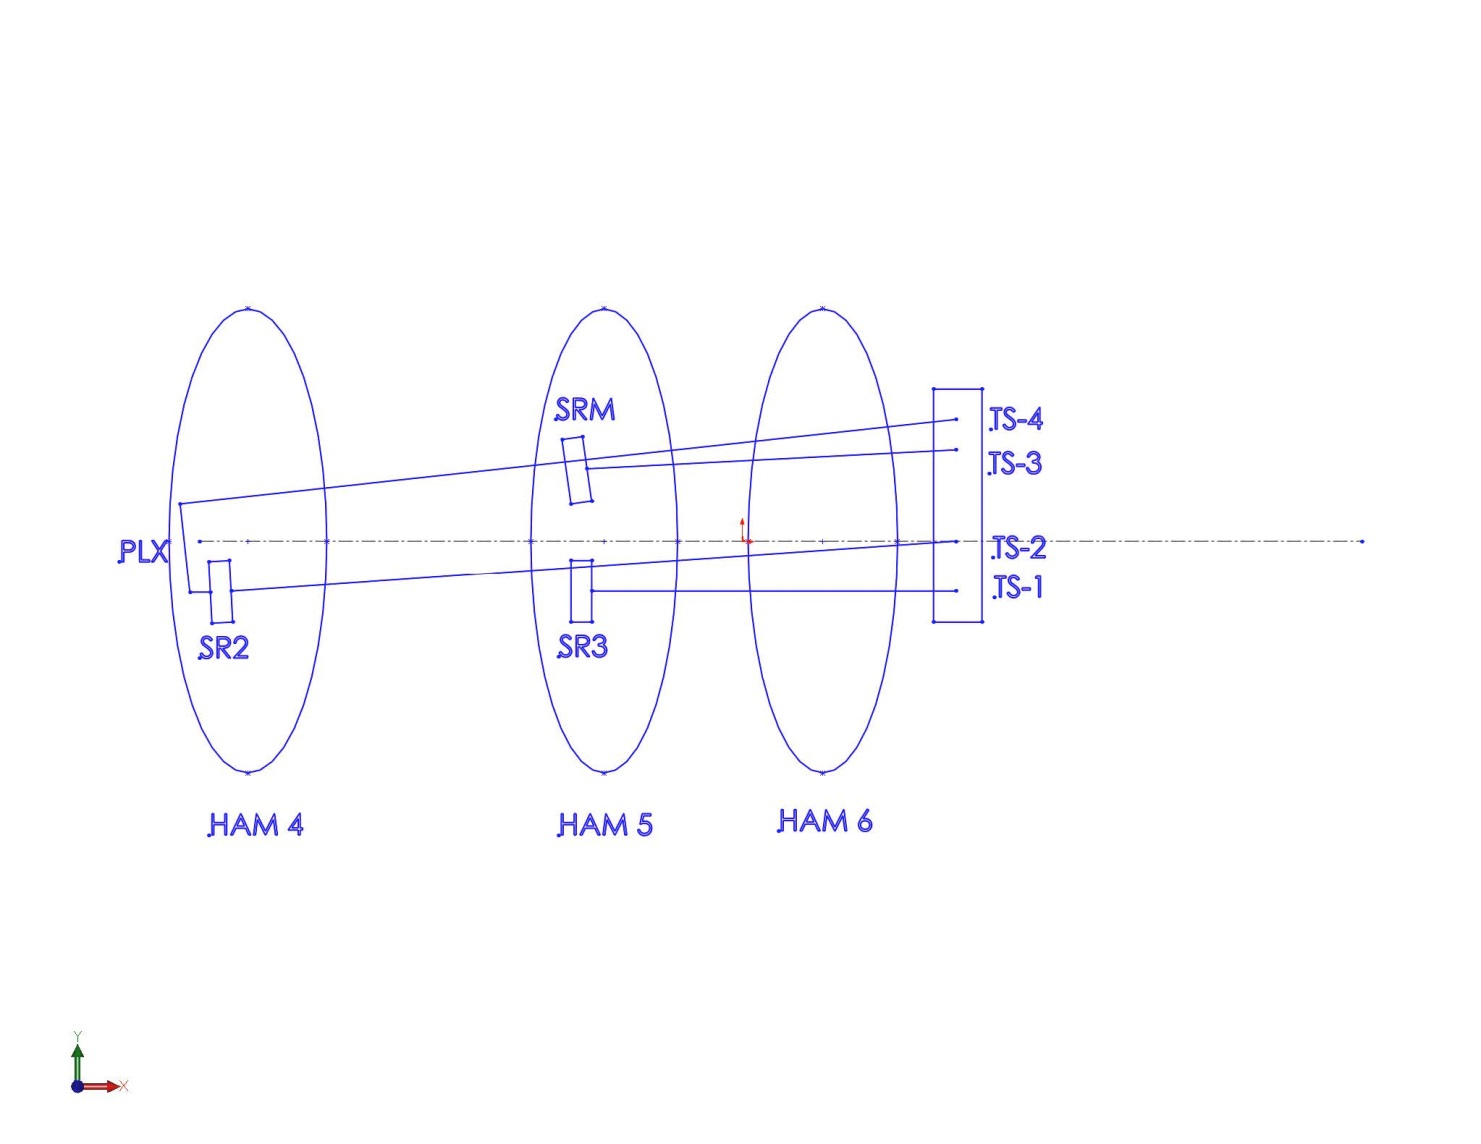 SRM
TS-4
TS-3
PLX
TS-2
TS-1
SR2
SR3
HAM 4
HAM 5
HAM 6
Y
X